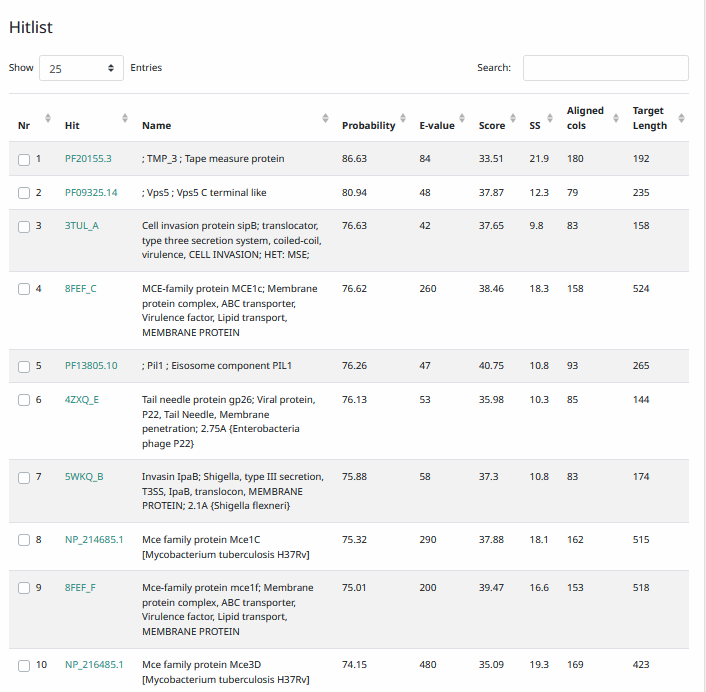 Hitlist
Show 25 Entries Search:
Nr Hit Name Probability E-value Score SS Aligned cols Target Length
1 PF20155.3 ; TMP_3 ; Tape measure protein 86.63 84 33.51 21.9 180 192
2 PF09325.14 ; Vps5 ; Vps5 C terminal like 80.94 48 37.87 12.3 79 235
3 3TUL_A Cell invasion protein sipB; translocator, 76.63 42 37.65 9.8 83 158
type three secretion system, coiled-coil,
virulence, CELL INVASION; HET: MSE;
4 8FEF_C MCE-family protein MCE1c; Membrane 76.62 260 38.46 18.3 158 524
protein complex, ABC transporter,
Virulence factor, Lipid transport,
MEMBRANE PROTEIN
5 PF13805.10 ; Pil1 ; Eisosome component PIL1 76.26 47 40.75 10.8 93 265
6 4ZXQ_E Tail needle protein gp26; Viral protein, 76.13 53 35.98 10.3 85 144
P22, Tail Needle, Membrane
penetration; 2.75A {Enterobacteria
phage P22}
7 5WKQ_B Invasin IpaB; Shigella, type III secretion, 75.88 58 37.3 10.8 83 174
T3SS, IpaB, translocon, MEMBRANE
PROTEIN; 2.1A {Shigella flexneri}
8 NP_214685.1 Mce family protein Mce1C 75.32 290 37.88 18.1 162 515
[Mycobacterium tuberculosis H37Rv]
9 8FEF_F Mce-family protein mce1f; Membrane 75.01 200 39.47 16.6 153 518
protein complex, ABC transporter,
Virulence factor, Lipid transport,
MEMBRANE PROTEIN
10 NP_216485.1 Mce family protein Mce3D 74.15 480 35.09 19.3 169 423
[Mycobacterium tuberculosis H37Rv]